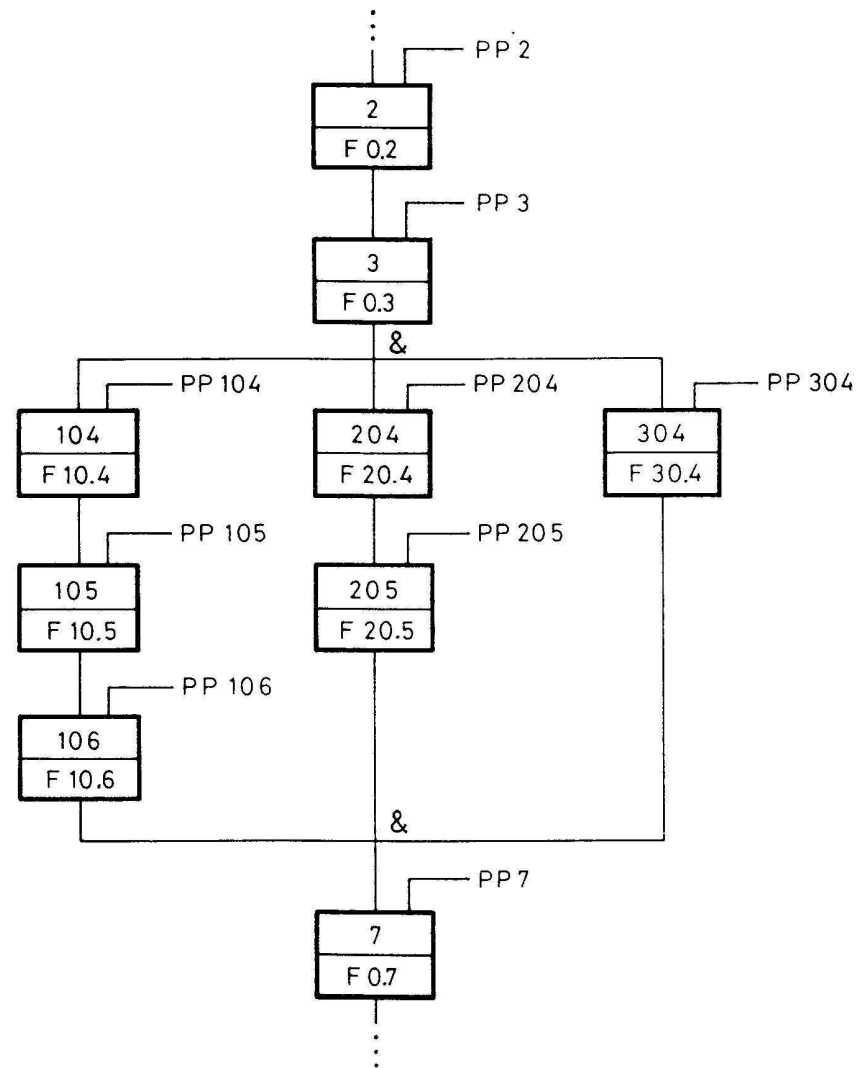 PP 2
2
F 0.2
PP 3
3
F 0.3
&
PP 104
PP 204
PP 304
104
204
304
F 10.4
F 20.4
F 30.4
PP 105
PP 205
105
205
F 10.5
F 20.5
PP 106
106
F 10.6
&
PP 7
7
F 0.7